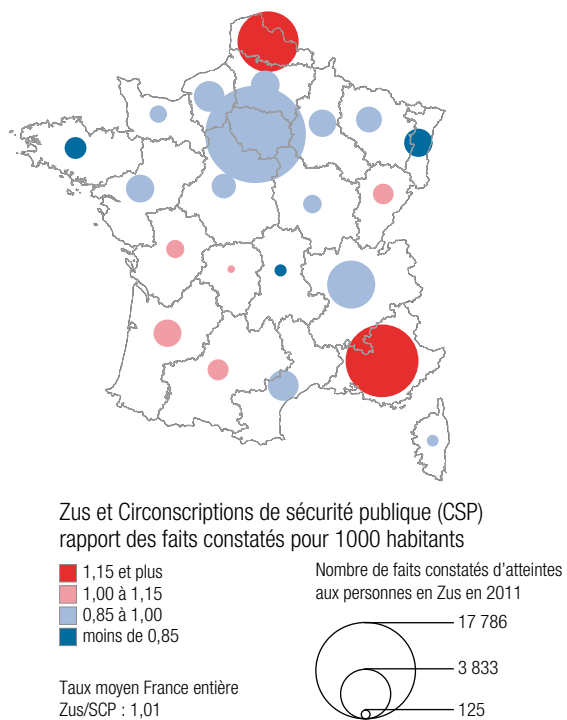 Zus et Circonscriptions de sécurité publique (CSP)
rapport des faits constatés pour 1000 habitants
1,15 et plus
1,00 à 1,15
0,85 à 1,00
moins de 0,85
Taux moyen France entière
Zus/SCP : 1,01
Nombre de faits constatés d’atteintes
aux personnes en Zus en 2011
17 786
3 833
125